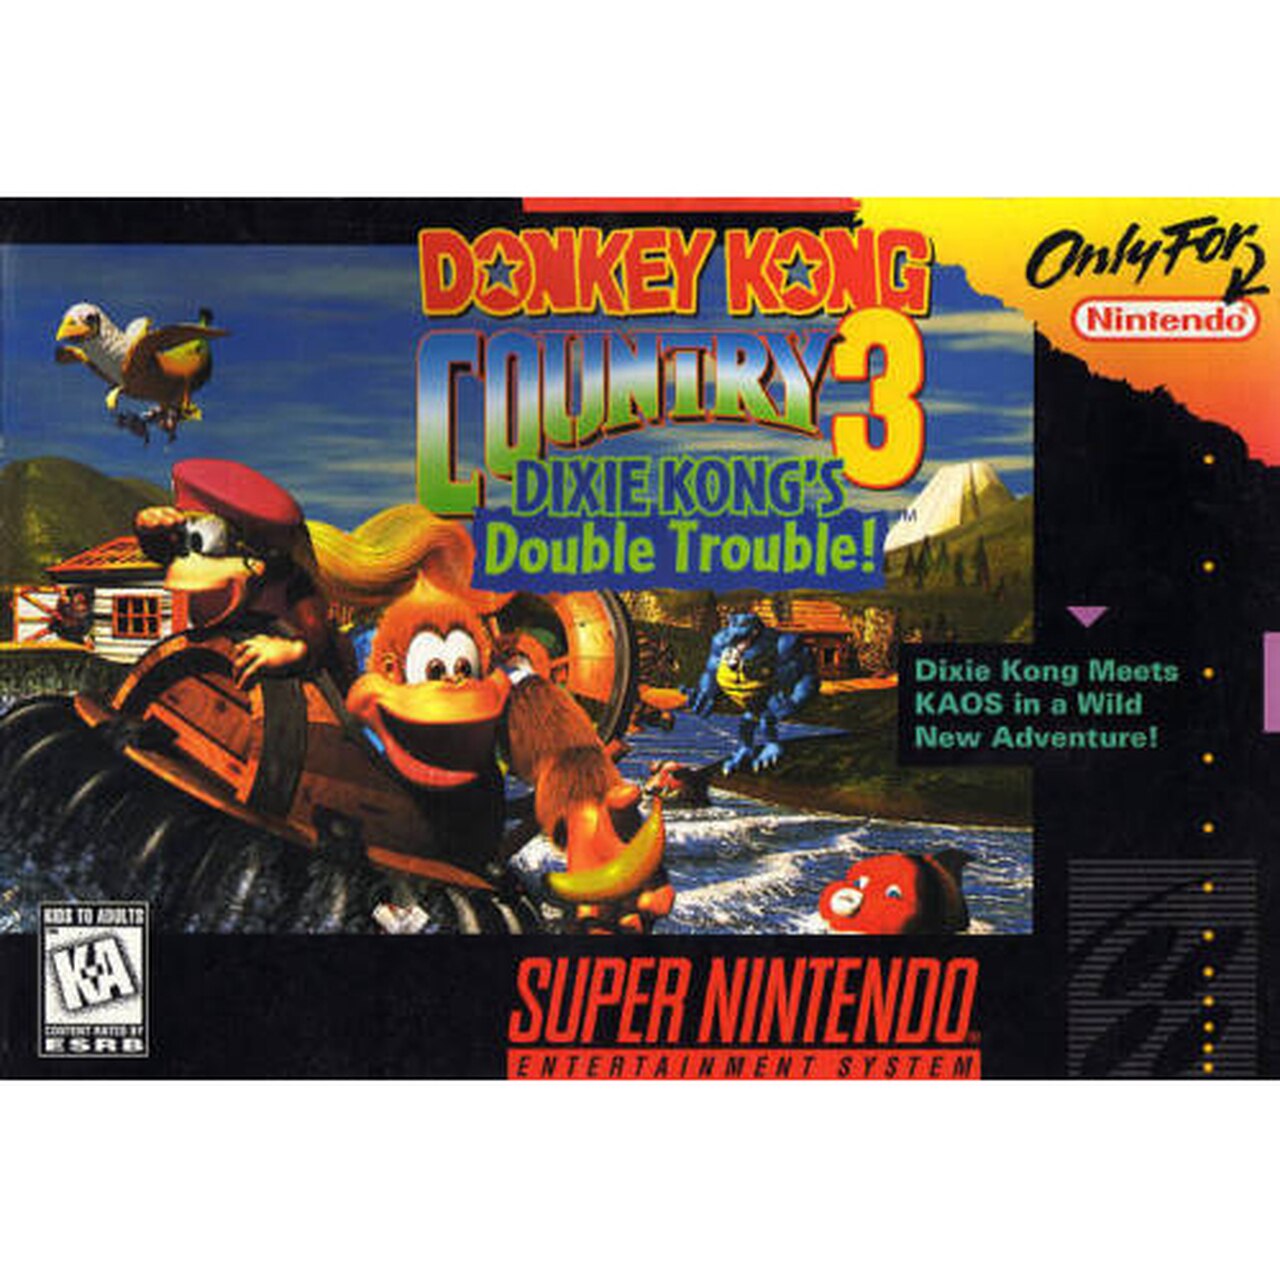 Only For
Nintendo
DONKEY KONG
COUNTRY 3
DIXIE KONG'S
Double Trouble!
TM
Dixie Kong Meets
KAOS in a Wild
New Adventure!
KIDS TO ADULTS
K-A
CONTENT RATED BY
ESRB
SUPER NINTENDO
ENTERTAINMENT SYSTEM